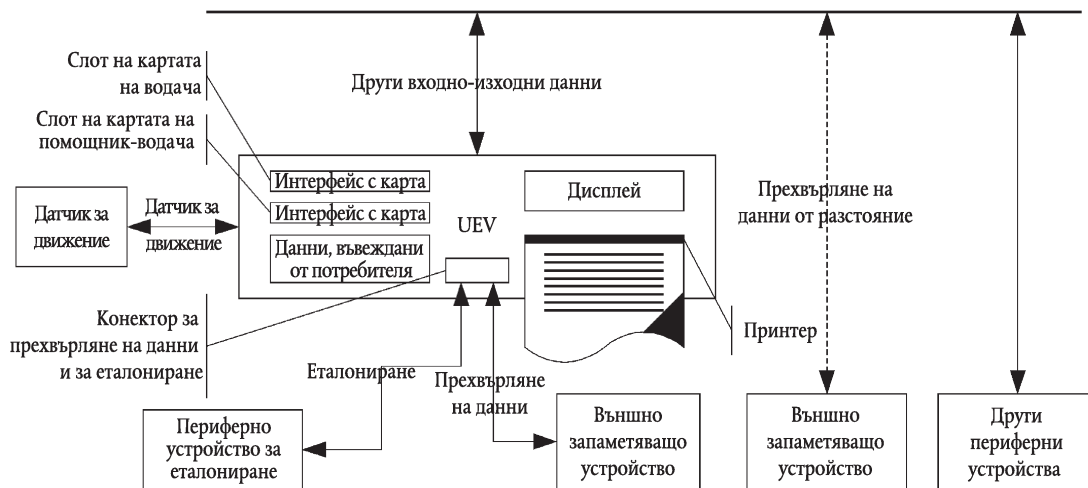 Слот на картата
на водача
Други входно-изходни данни
Слот на картата на
помощник-водача
Интерфейс с карта
Дисплей
Прехвърляне на
данни от разстояние
Датчик за
движение
Датчик за
движение
Интерфейс с карта
UEV
Данни, въвеждани
от потребителя
Конектор за
прехвърляне на данни
и за еталониране
Принтер
Еталониране
Прехвърляне
на данни
Периферно
устройство за
еталониране
Външно
запаметяващо
устройство
Външно
запаметяващо
устройство
Други
периферни
устройства